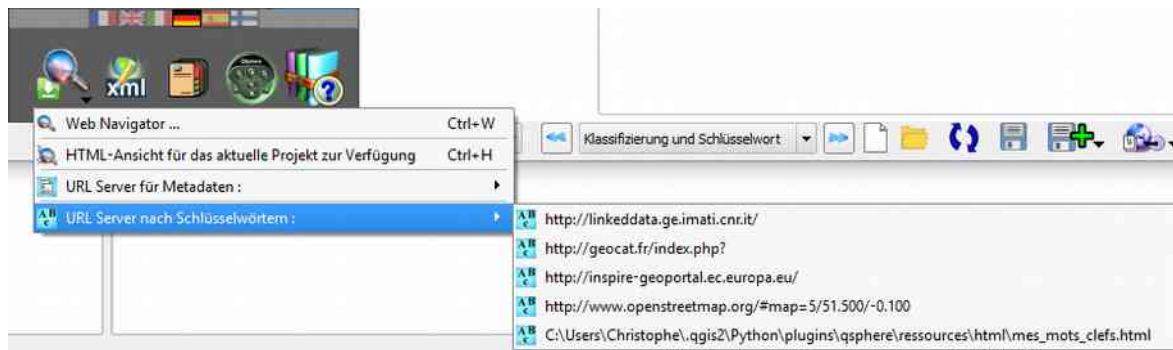 xml
QSphere
Web Navigator ... Ctrl+W
Klassifizierung und Schlüsselwort
HTML-Ansicht für das aktuelle Projekt zur Verfügung Ctrl+H
URL Server für Metadaten :
URL Server nach Schlüsselwörtern :
http://linkeddata.ge.imati.cnr.it/
http://geocat.fr/index.php?
http://inspire-geoportal.ec.europa.eu/
http://www.openstreetmap.org/#map=5/51.500/-0.100
C:\Users\Christophe\.qgis2\Python\plugins\qsphere\ressources\html\mes_mots_clefs.html